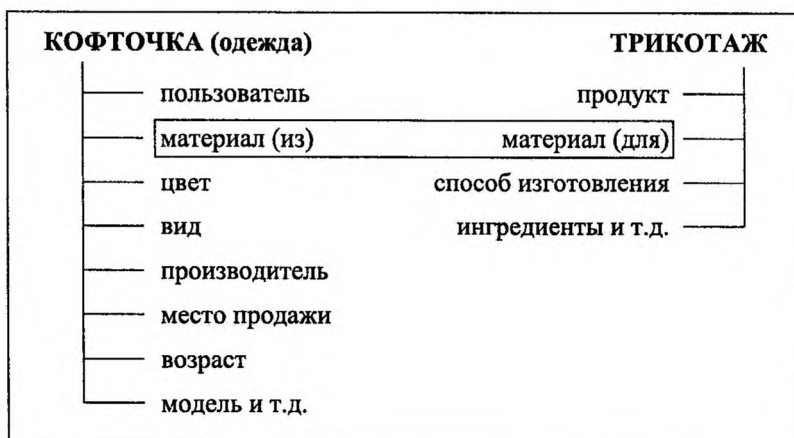 КОФТОЧКА (одежда) ТРИКОТАЖ
пользователь продукт
материал (из) материал (для)
цвет способ изготовления
вид ингредиенты и т.д.
производитель
место продажи
возраст
модель и т.д.